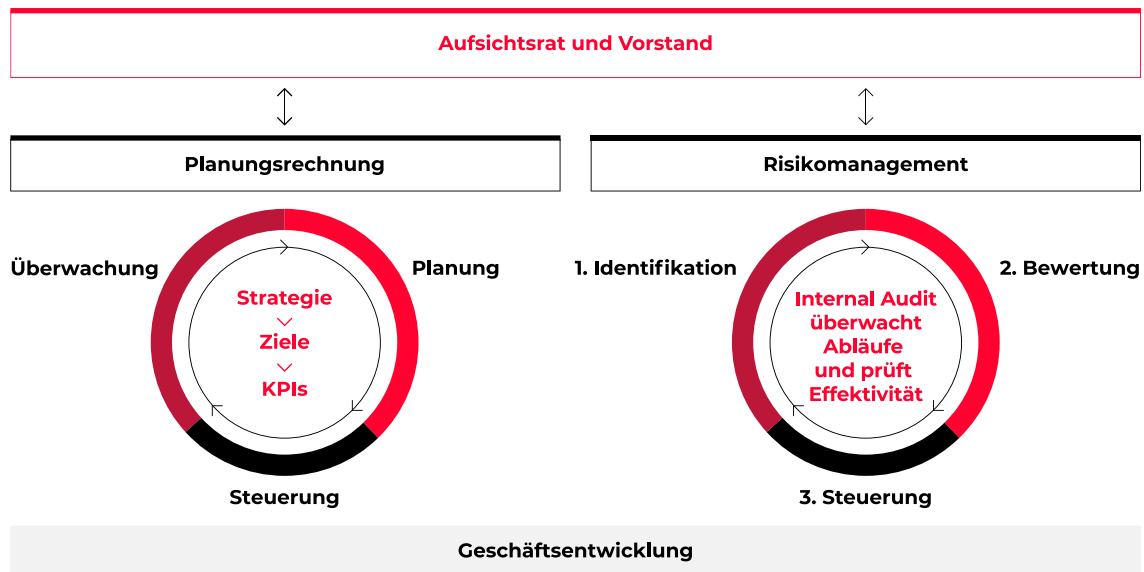 Aufsichtsrat und Vorstand
Planungsrechnung
Risikomanagement
Überwachung
Planung
Strategie
Ziele
KPIs
Steuerung
1. Identifikation
2. Bewertung
Internal Audit
überwacht
Abläufe
und prüft
Effektivität
3. Steuerung
Geschäftsentwicklung